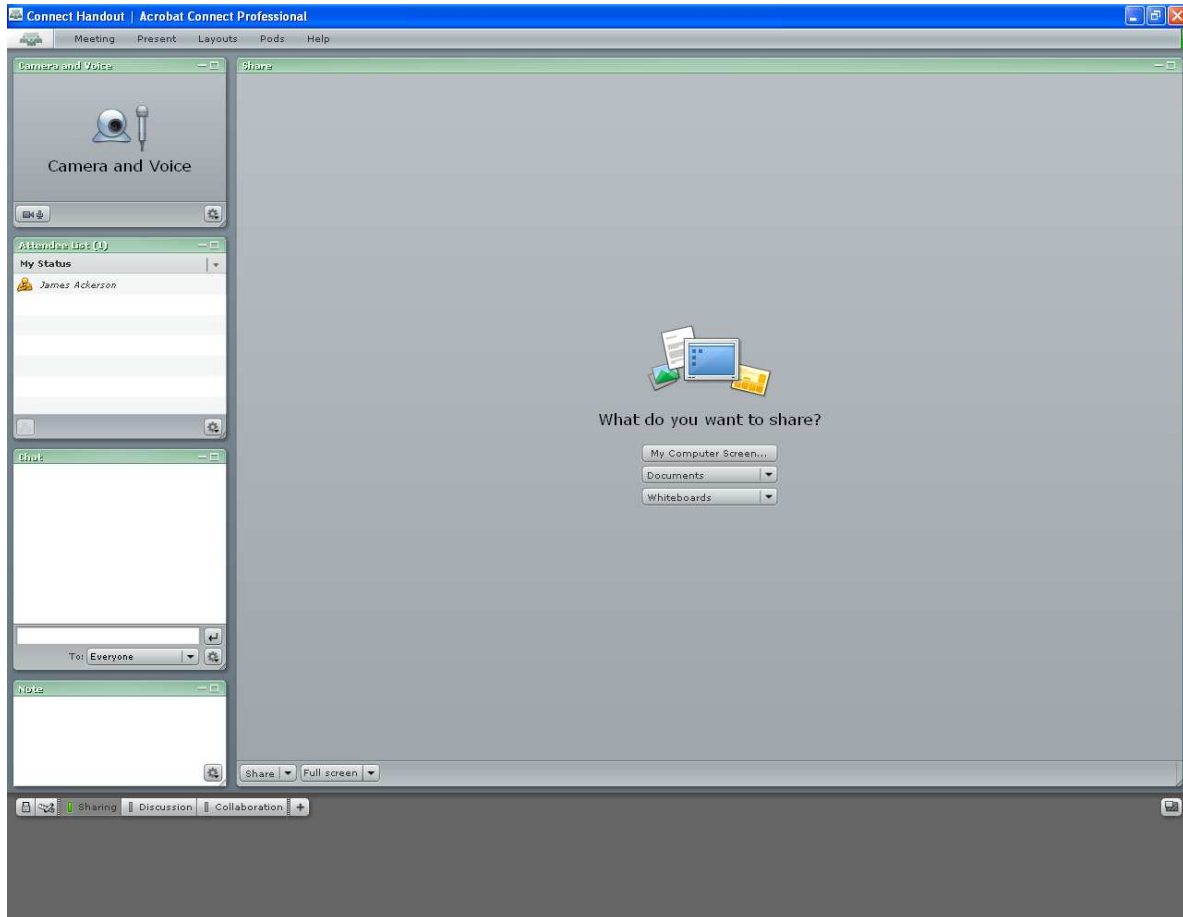 Connect Handout | Acrobat Connect Professional
Meeting Present Layouts Pods Help
Camera and Voice
Camera and Voice
Attendee List (1)
My Status
James Ackerson
Chat
To: Everyone
Note
Share
What do you want to share?
My Computer Screen...
Documents
Whiteboards
Share Full screen
Sharing Discussion Collaboration +